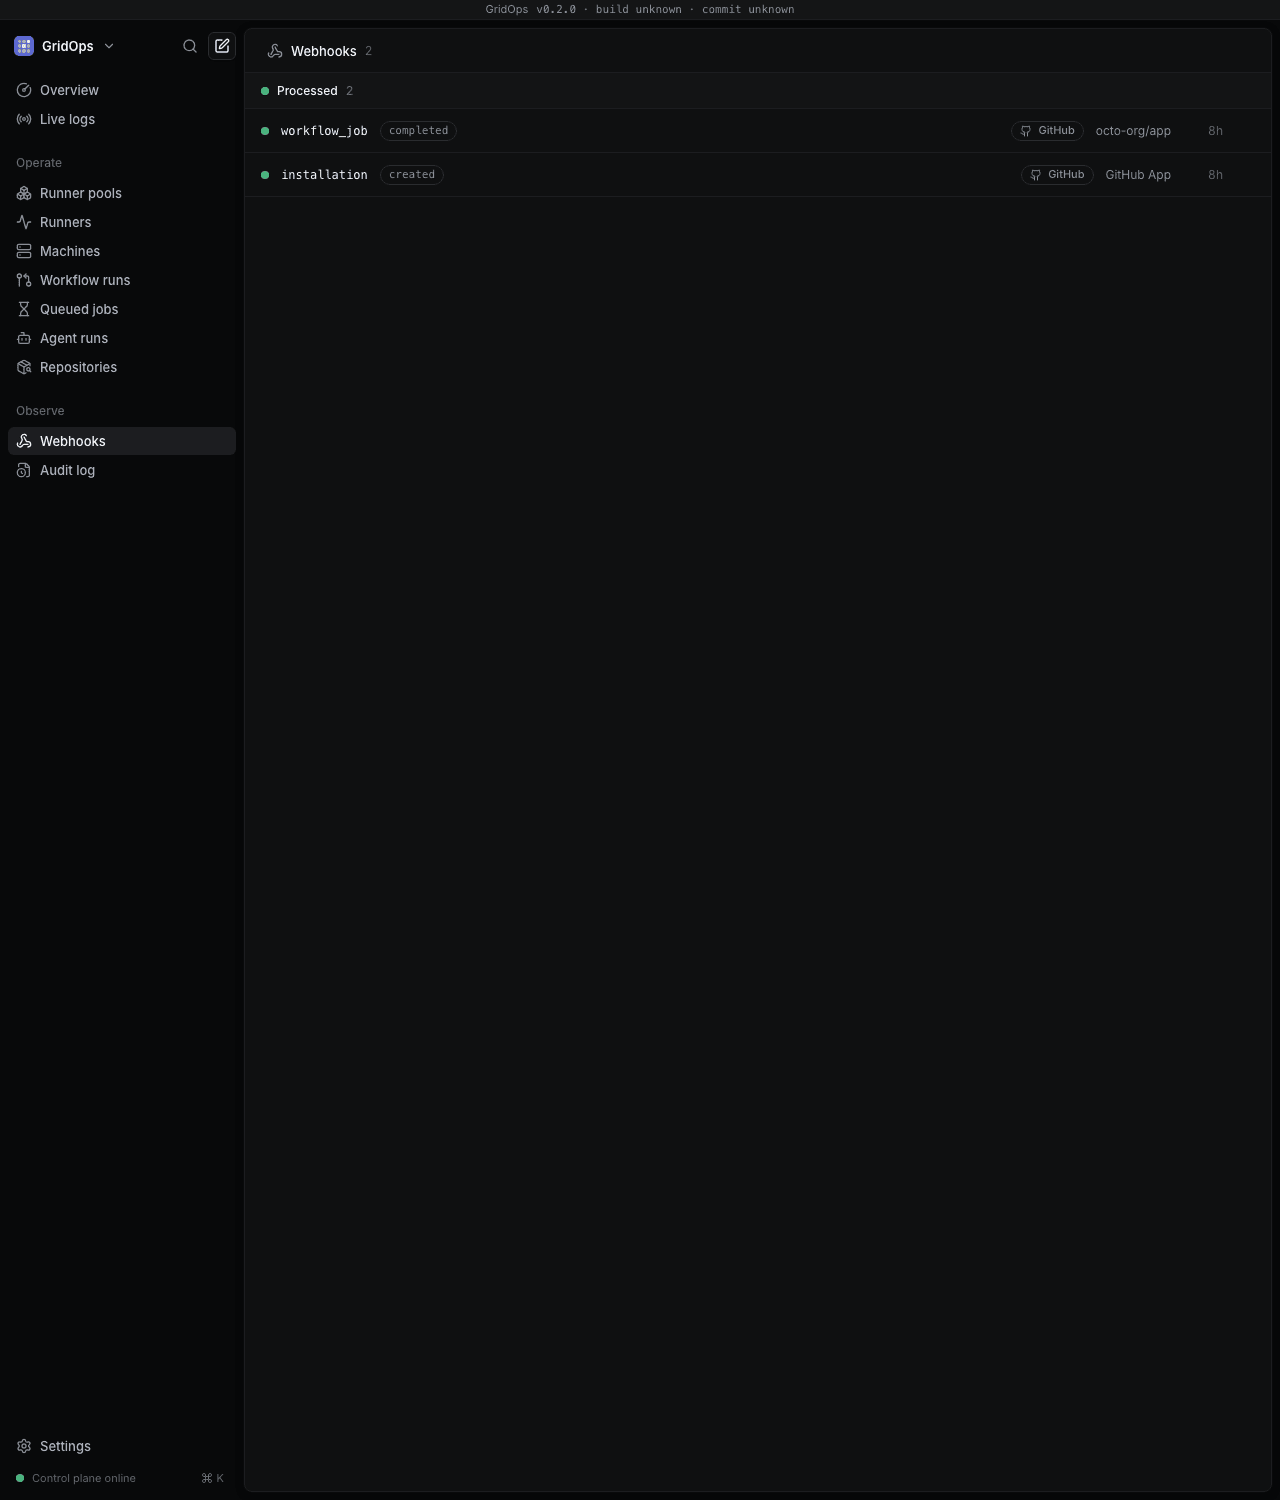 GridOps v0.2.0 · build unknown · commit unknown
GridOps
Overview
Live logs
Operate
Runner pools
Runners
Machines
Workflow runs
Queued jobs
Agent runs
Repositories
Observe
Webhooks
Audit log
Settings
Control plane online ⌘ K
Webhooks 2
Processed 2
workflow_job completed GitHub octo-org/app 8h
installation created GitHub GitHub App 8h